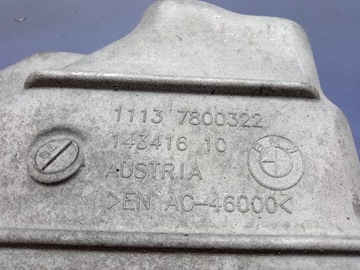 1113 7800322
143416 10
AUSTRIA
>EN AC-46000<